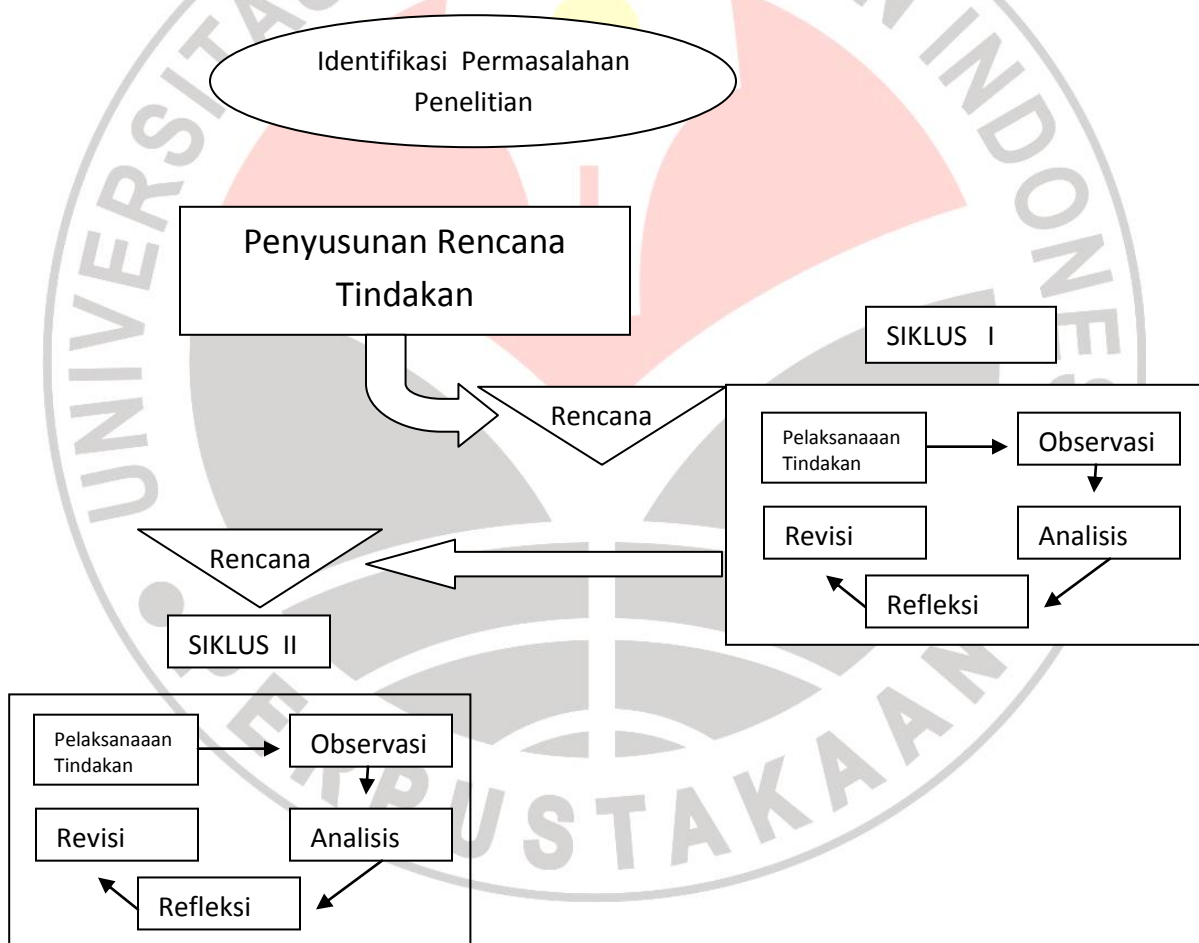 Identifikasi Permasalahan
Penelitian
Penyusunan Rencana
Tindakan
SIKLUS I
Rencana
Pelaksanaaan
Tindakan
Observasi
Revisi
Analisis
Refleksi
Rencana
SIKLUS II
Pelaksanaaan
Tindakan
Observasi
Revisi
Analisis
Refleksi
PERPUSTAKAAN